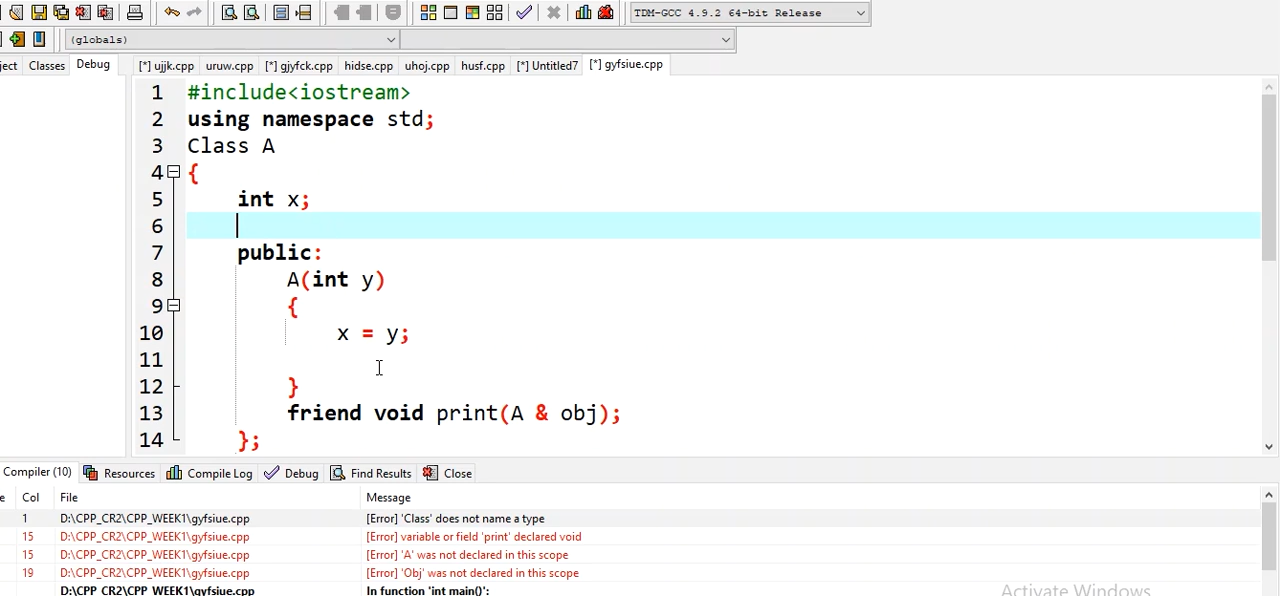 TDM-GCC 4.9.2 64-bit Release
(globals)
ject Classes Debug [*] ujjk.cpp uruw.cpp [*] gjyfck.cpp hidse.cpp uhoj.cpp husf.cpp [*] Untitled7 [*] gyfsiue.cpp
1 #include<iostream>
2 using namespace std;
3 Class A
4 {
5 int x;
6
7 public:
8 A(int y)
9 {
10 x = y;
11
12 }
13 friend void print(A & obj);
14 };
Compiler (10) Resources Compile Log Debug Find Results Close
e Col File Message
1 D:\CPP_CR2\CPP_WEEK1\gyfsiue.cpp [Error] 'Class' does not name a type
15 D:\CPP_CR2\CPP_WEEK1\gyfsiue.cpp [Error] variable or field 'print' declared void
15 D:\CPP_CR2\CPP_WEEK1\gyfsiue.cpp [Error] 'A' was not declared in this scope
19 D:\CPP_CR2\CPP_WEEK1\gyfsiue.cpp [Error] 'Obj' was not declared in this scope
D:\CPP_CR2\CPP_WEEK1\gyfsiue.cpp In function 'int main()':
Activate Windows